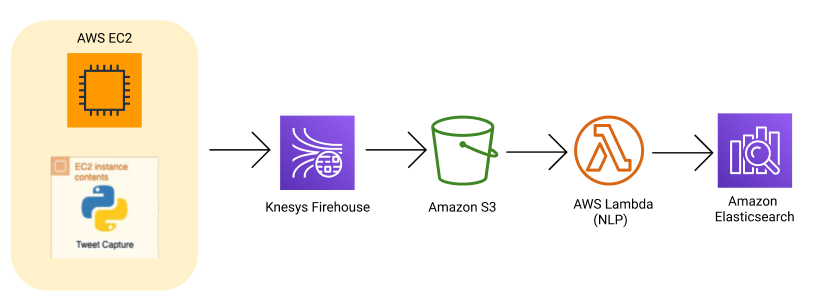 AWS EC2
EC2 instance
contents
Tweet Capture
Knesys Firehouse
Amazon S3
AWS Lambda
(NLP)
Amazon
Elasticsearch